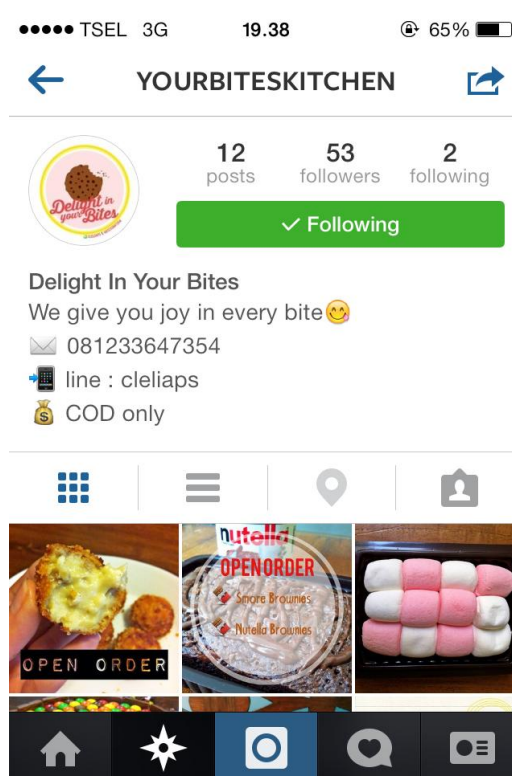 TSEL 3G 19.38 65%
YOURBITESKITCHEN
12 53 2
posts followers following
Delight in
your Bites
✓ Following
Delight In Your Bites
We give you joy in every bite😋
✉ 081233647354
📲 line : cleliaps
💰 COD only
nutella
OPEN ORDER
Smore Brownies
Nutella Brownies
OPEN ORDER